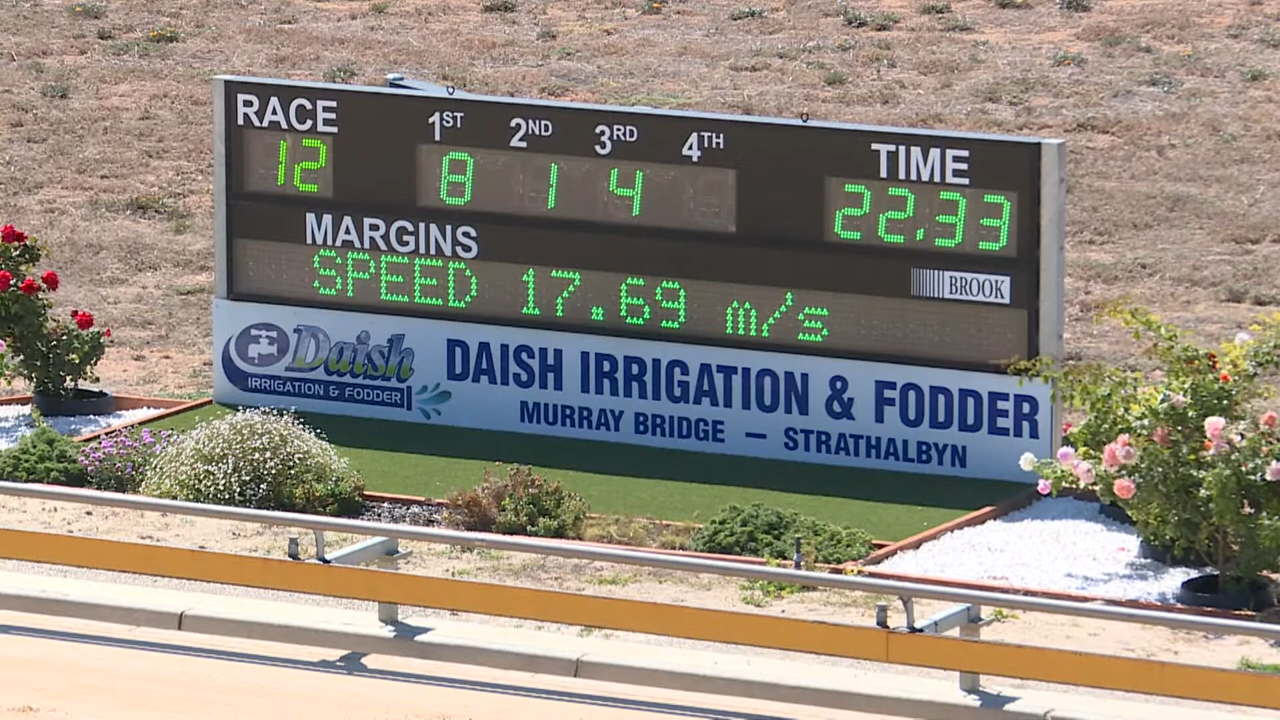 RACE 1ST 2ND 3RD 4TH TIME
12 8 1 4 22.33
MARGINS
BROOK
SPEED 17.69 m/s
Daish
IRRIGATION & FODDER
DAISH IRRIGATION & FODDER
MURRAY BRIDGE — STRATHALBYN